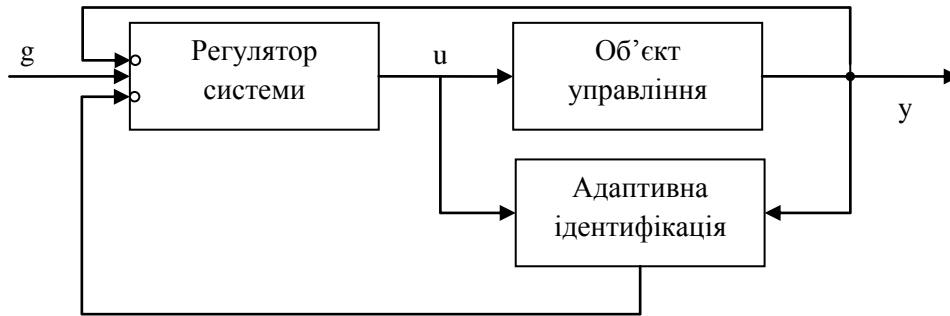 g
Регулятор
системи
u
Об’єкт
управління
y
Адаптивна
ідентифікація